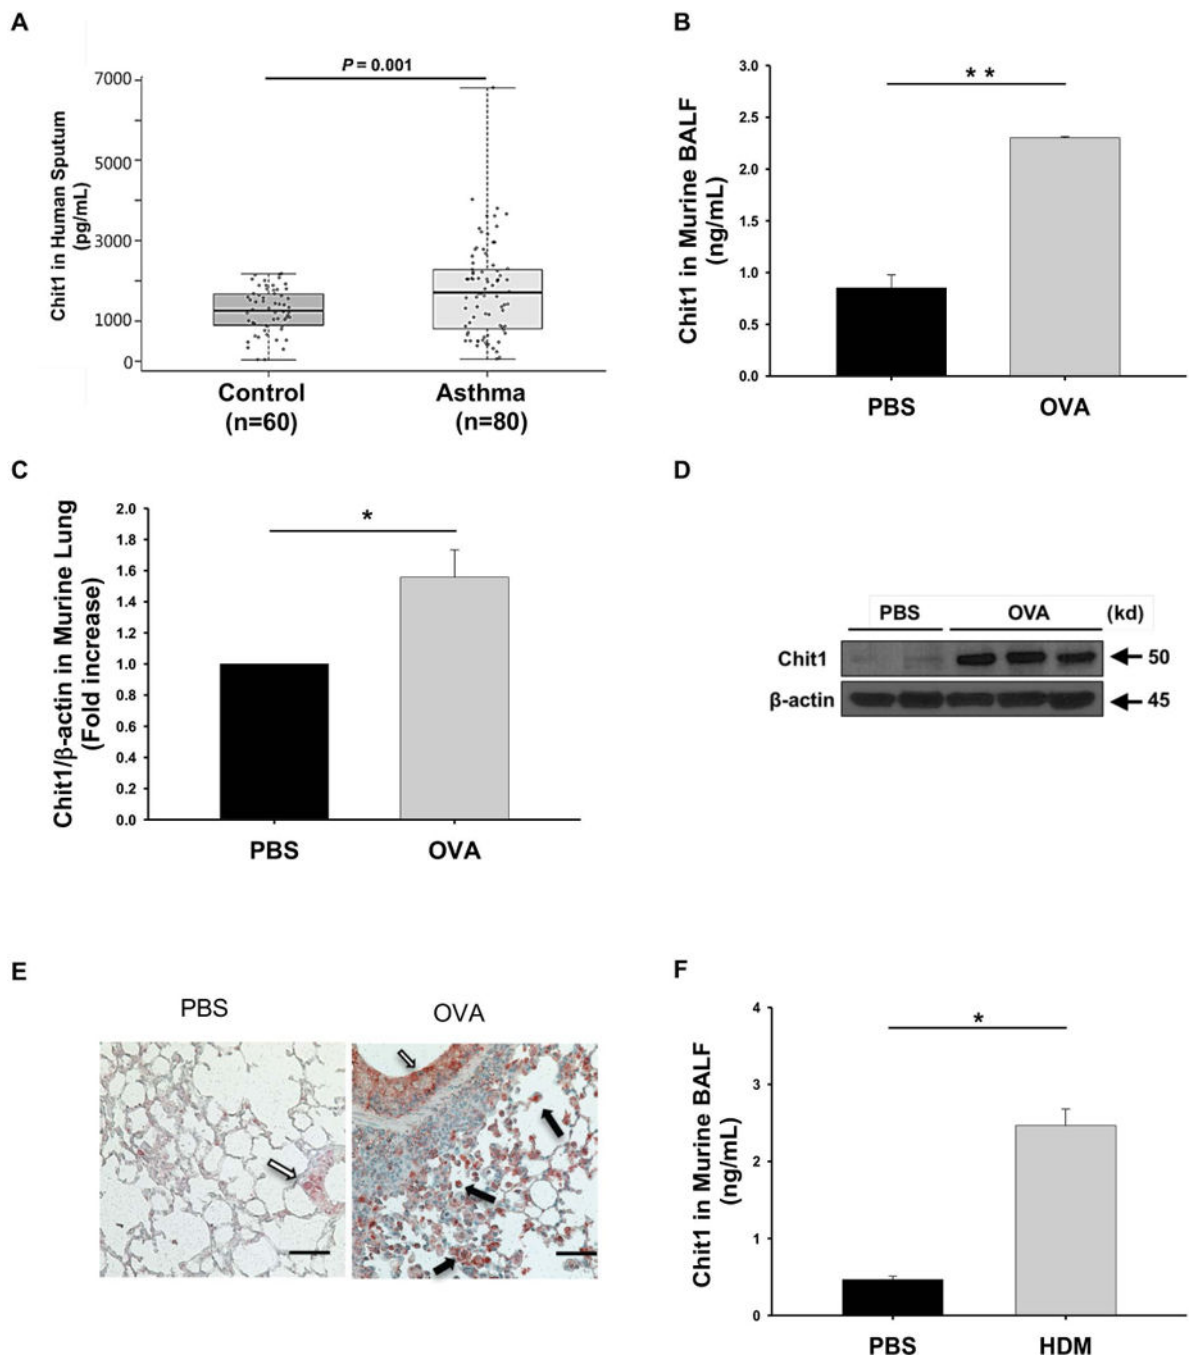 A
P = 0.001
Chit1 in Human Sputum
(pg/mL)
7000
5000
3000
1000
0
Control
(n=60)
Asthma
(n=80)
B
* *
Chit1 in Murine BALF
(ng/mL)
3.0
2.5
2.0
1.5
1.0
0.5
0.0
PBS
OVA
C
*
Chit1/β-actin in Murine Lung
(Fold increase)
2.0
1.8
1.6
1.4
1.2
1.0
0.8
0.6
0.4
0.2
0.0
PBS
OVA
D
PBS OVA (kd)
Chit1 50
β-actin 45
E
PBS
OVA
F
*
Chit1 in Murine BALF
(ng/mL)
4
3
2
1
0
PBS
HDM